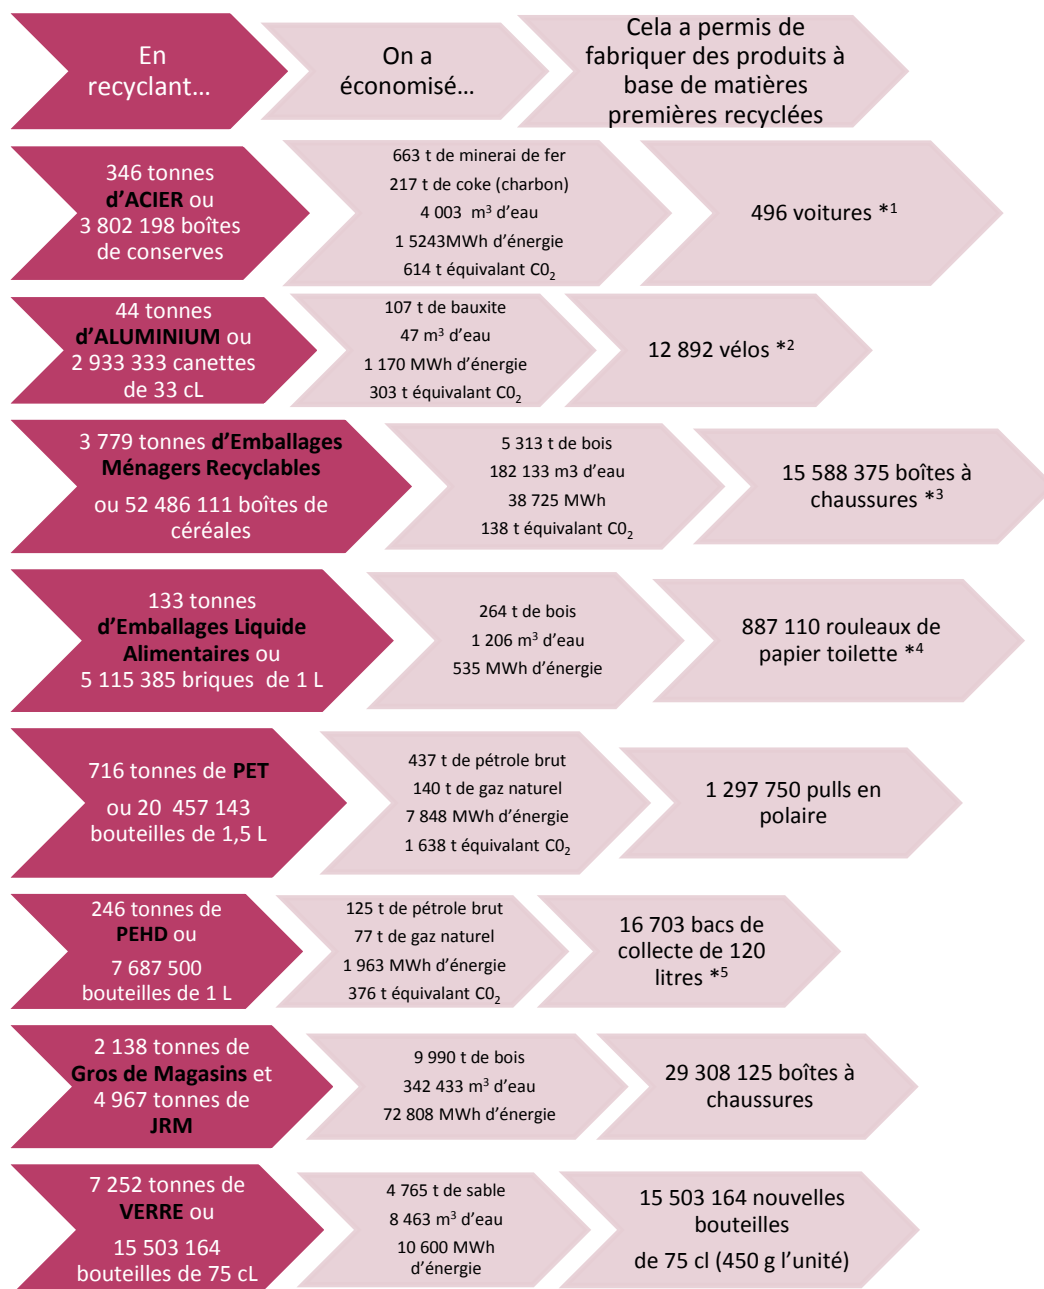 En
recyclant…
On a
économisé…
Cela a permis de
fabriquer des produits à
base de matières
premières recyclées
346 tonnes
d’ACIER ou
3 802 198 boîtes
de conserves
663 t de minerai de fer
217 t de coke (charbon)
4 003 m³ d’eau
1 5243MWh d’énergie
614 t équivalant C0₂
496 voitures *¹
44 tonnes
d’ALUMINIUM ou
2 933 333 canettes
de 33 cL
107 t de bauxite
47 m³ d’eau
1 170 MWh d’énergie
303 t équivalant C0₂
12 892 vélos *²
3 779 tonnes d’Emballages
Ménagers Recyclables
ou 52 486 111 boîtes de
céréales
5 313 t de bois
182 133 m3 d’eau
38 725 MWh
138 t équivalant C0₂
15 588 375 boîtes à
chaussures *³
133 tonnes
d’Emballages Liquide
Alimentaires ou
5 115 385 briques de 1 L
264 t de bois
1 206 m³ d’eau
535 MWh d’énergie
887 110 rouleaux de
papier toilette *⁴
716 tonnes de PET
ou 20 457 143
bouteilles de 1,5 L
437 t de pétrole brut
140 t de gaz naturel
7 848 MWh d’énergie
1 638 t équivalant C0₂
1 297 750 pulls en
polaire
246 tonnes de
PEHD ou
7 687 500
bouteilles de 1 L
125 t de pétrole brut
77 t de gaz naturel
1 963 MWh d’énergie
376 t équivalant C0₂
16 703 bacs de
collecte de 120
litres *⁵
2 138 tonnes de
Gros de Magasins et
4 967 tonnes de
JRM
9 990 t de bois
342 433 m³ d’eau
72 808 MWh d’énergie
29 308 125 boîtes à
chaussures
7 252 tonnes de
VERRE ou
15 503 164
bouteilles de 75 cL
4 765 t de sable
8 463 m³ d’eau
10 600 MWh
d’énergie
15 503 164 nouvelles
bouteilles
de 75 cl (450 g l’unité)